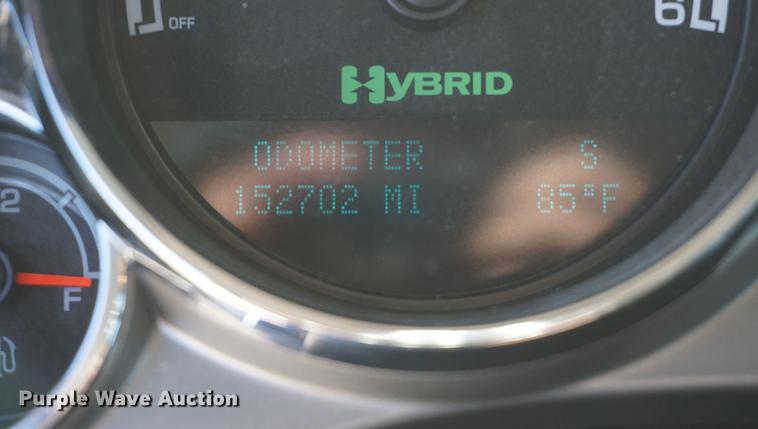 OFF
6
HYBRID
ODOMETER S
152702 MI 85°F
2
F
Purple Wave Auction